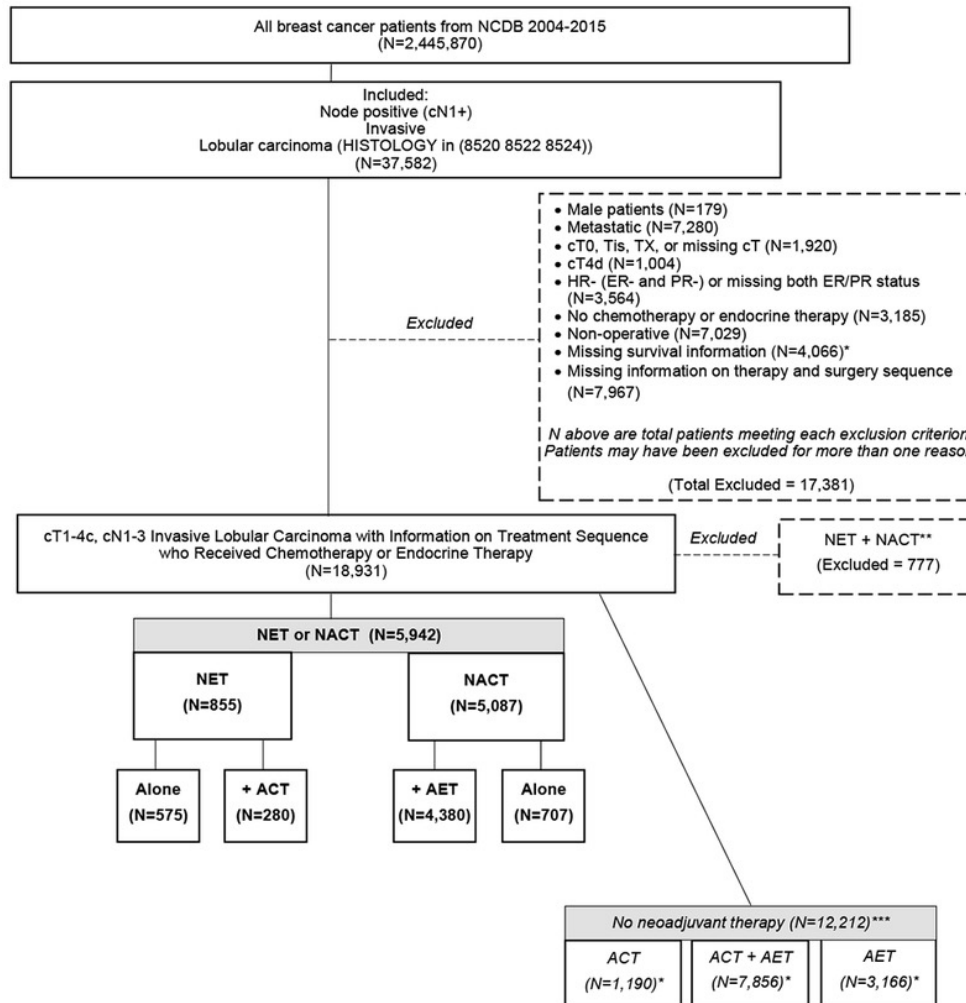 All breast cancer patients from NCDB 2004-2015
(N=2,445,870)
Included:
Node positive (cN1+)
Invasive
Lobular carcinoma (HISTOLOGY in (8520 8522 8524))
(N=37,582)
• Male patients (N=179)
• Metastatic (N=7,280)
• cT0, Tis, TX, or missing cT (N=1,920)
• cT4d (N=1,004)
• HR- (ER- and PR-) or missing both ER/PR status
(N=3,564)
• No chemotherapy or endocrine therapy (N=3,185)
• Non-operative (N=7,029)
• Missing survival information (N=4,066)*
• Missing information on therapy and surgery sequence
(N=7,967)
N above are total patients meeting each exclusion criterion
Patients may have been excluded for more than one reason
(Total Excluded = 17,381)
Excluded
cT1-4c, cN1-3 Invasive Lobular Carcinoma with Information on Treatment Sequence
who Received Chemotherapy or Endocrine Therapy
(N=18,931)
Excluded
NET + NACT**
(Excluded = 777)
NET or NACT (N=5,942)
NET
(N=855)
NACT
(N=5,087)
Alone
(N=575)
+ ACT
(N=280)
+ AET
(N=4,380)
Alone
(N=707)
No neoadjuvant therapy (N=12,212)***
ACT
(N=1,190)*
ACT + AET
(N=7,856)*
AET
(N=3,166)*